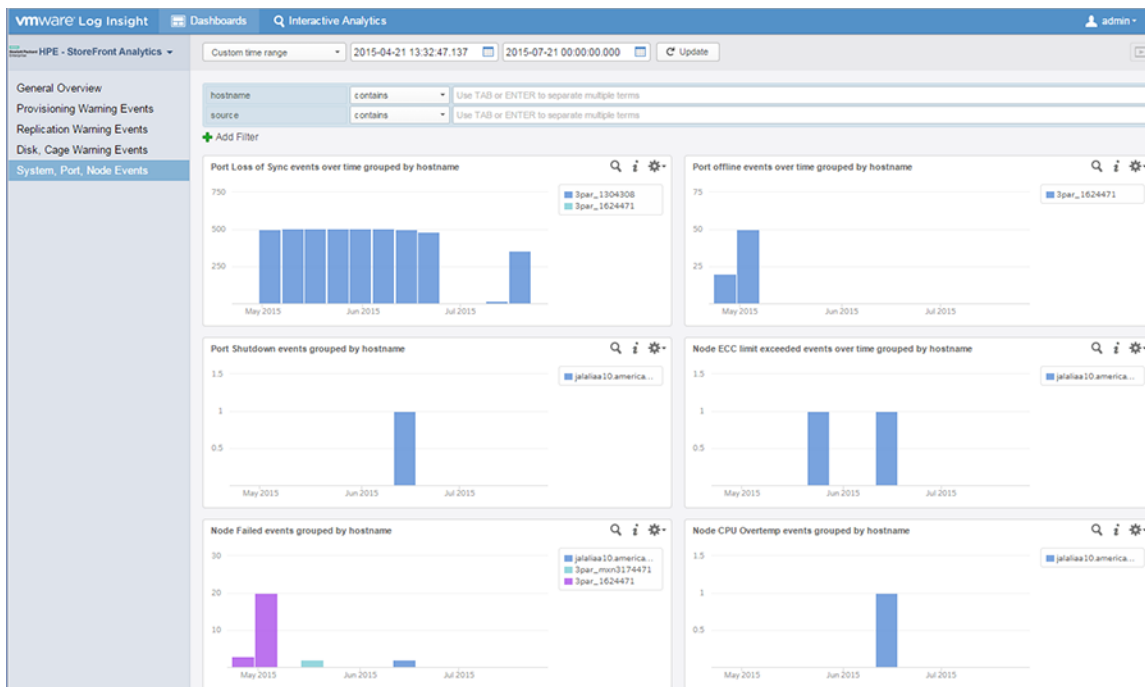 vmware Log Insight Dashboards Interactive Analytics admin
HPE - StoreFront Analytics
Custom time range 2015-04-21 13:32:47.137 2015-07-21 00:00:00.000 Update
General Overview
Provisioning Warning Events
Replication Warning Events
Disk, Cage Warning Events
System, Port, Node Events
hostname contains Use TAB or ENTER to separate multiple terms
source contains Use TAB or ENTER to separate multiple terms
Add Filter
Port Loss of Sync events over time grouped by hostname
750
500
250
May 2015 Jun 2015 Jul 2015
3par_1304308
3par_1624471
Port offline events over time grouped by hostname
75
50
25
May 2015 Jun 2015 Jul 2015
3par_1624471
Port Shutdown events grouped by hostname
1.5
1
0.5
May 2015 Jun 2015 Jul 2015
jalaliaa10.america...
Node ECC limit exceeded events over time grouped by hostname
1.5
1
0.5
May 2015 Jun 2015 Jul 2015
jalaliaa10.america...
Node Failed events grouped by hostname
30
20
10
May 2015 Jun 2015 Jul 2015
jalaliaa10.america...
3par_mxn3174471
3par_1624471
Node CPU Overtemp events grouped by hostname
1.5
1
0.5
May 2015 Jun 2015 Jul 2015
jalaliaa10.america...